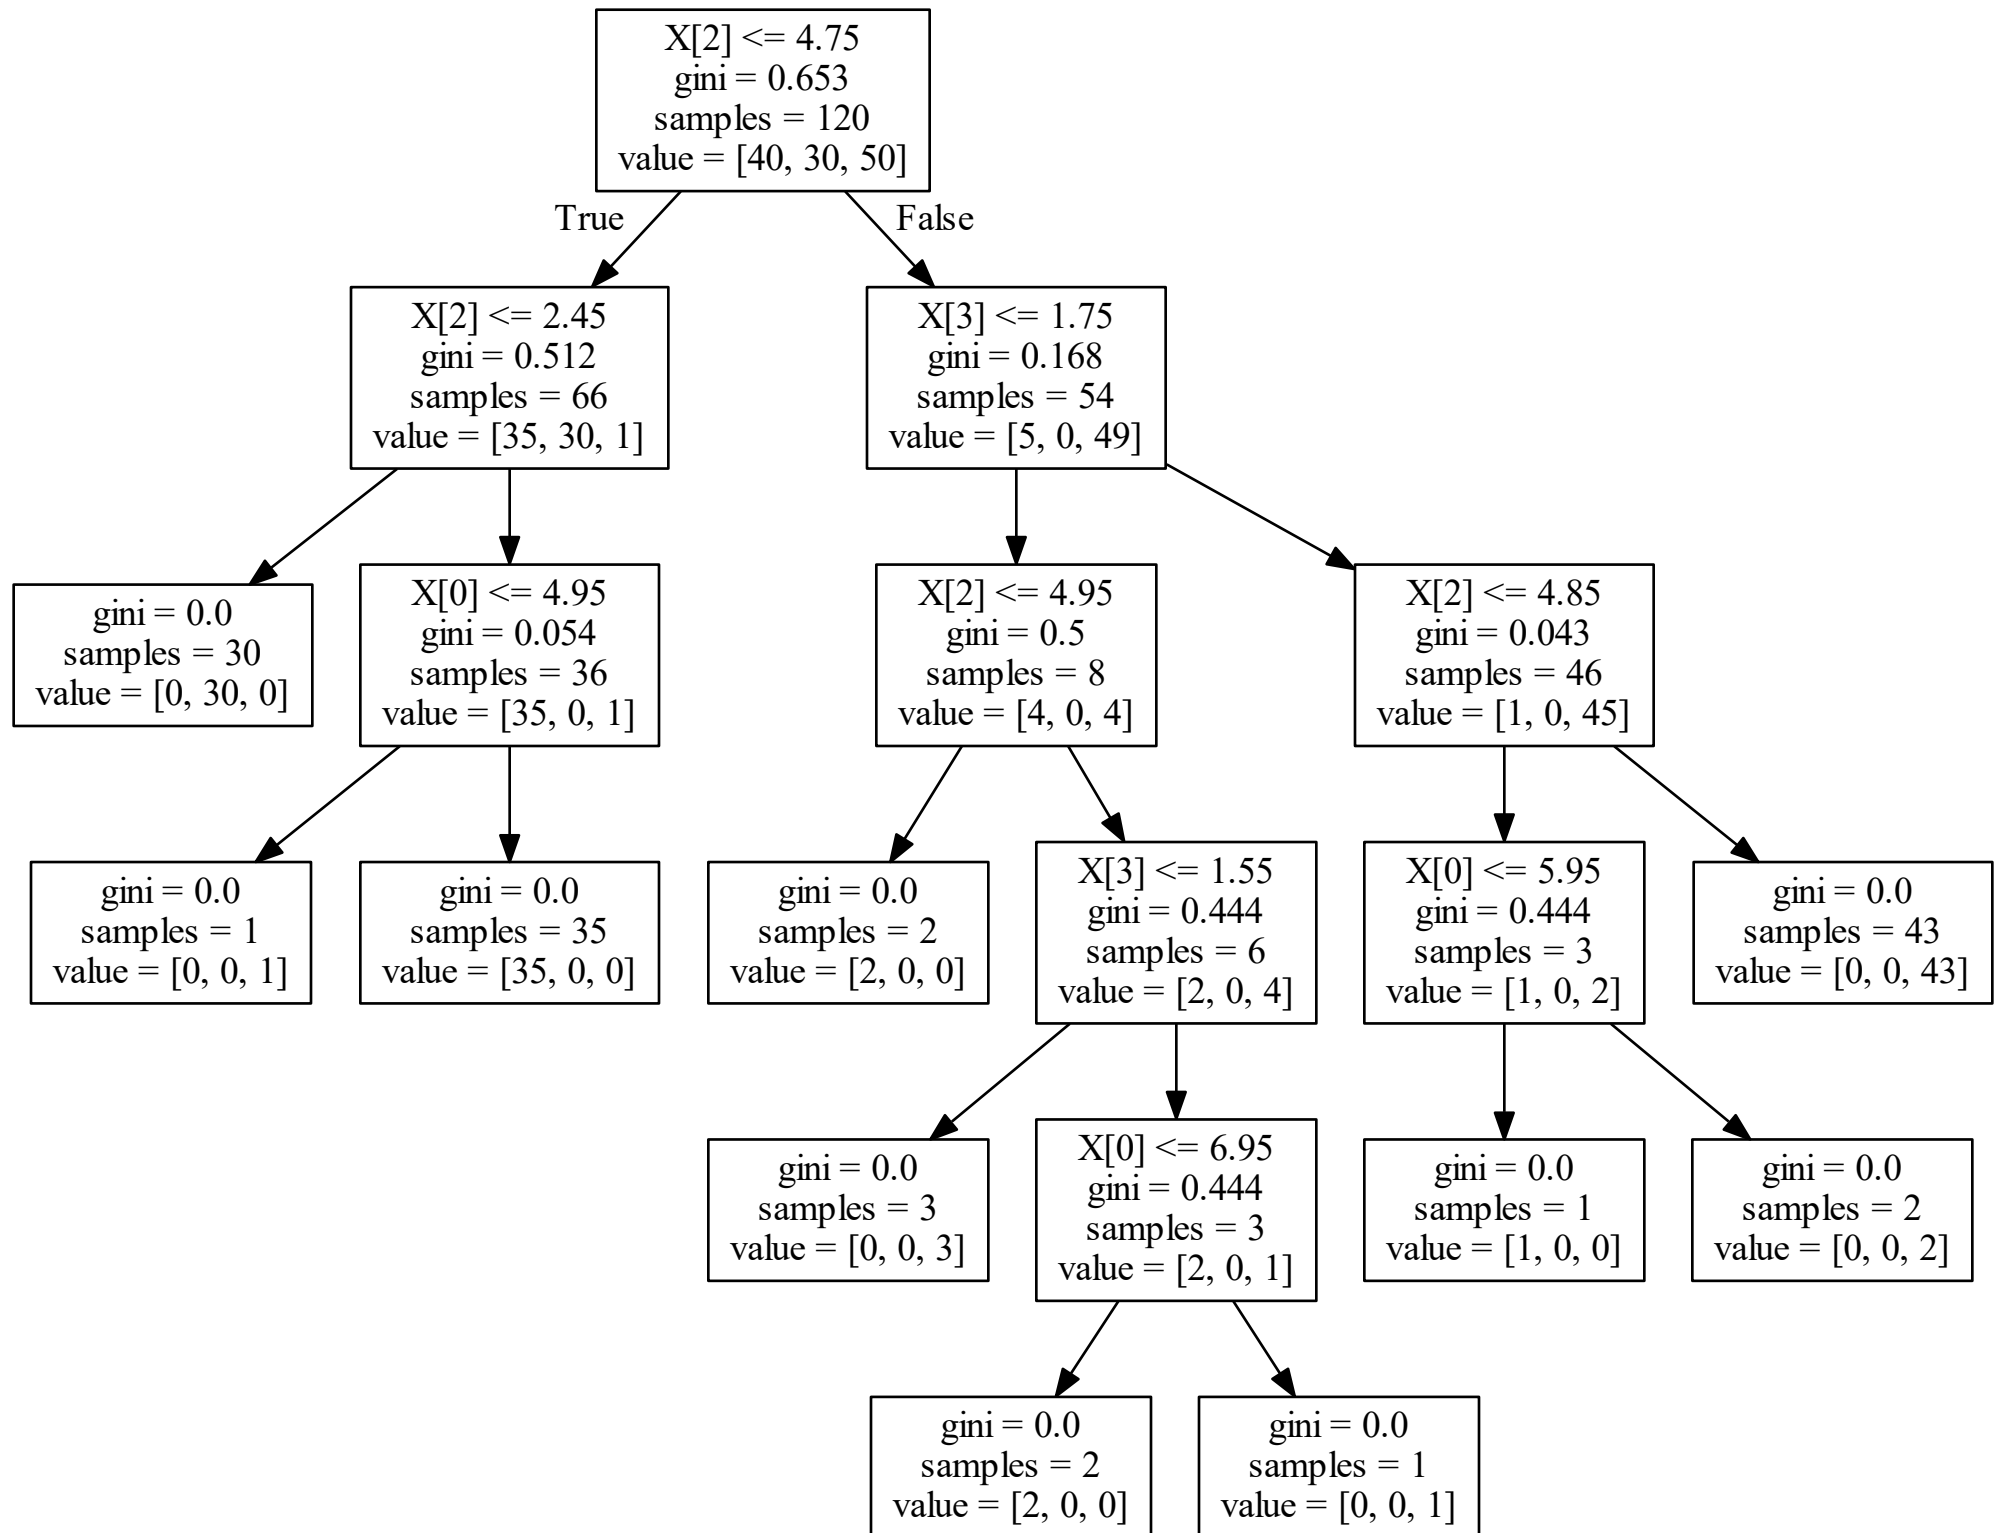 X[2] <= 4.75
gini = 0.653
samples = 120
value = [40, 30, 50]
True
False
X[2] <= 2.45
gini = 0.512
samples = 66
value = [35, 30, 1]
X[3] <= 1.75
gini = 0.168
samples = 54
value = [5, 0, 49]
gini = 0.0
samples = 30
value = [0, 30, 0]
X[0] <= 4.95
gini = 0.054
samples = 36
value = [35, 0, 1]
X[2] <= 4.95
gini = 0.5
samples = 8
value = [4, 0, 4]
X[2] <= 4.85
gini = 0.043
samples = 46
value = [1, 0, 45]
gini = 0.0
samples = 1
value = [0, 0, 1]
gini = 0.0
samples = 35
value = [35, 0, 0]
gini = 0.0
samples = 2
value = [2, 0, 0]
X[3] <= 1.55
gini = 0.444
samples = 6
value = [2, 0, 4]
X[0] <= 5.95
gini = 0.444
samples = 3
value = [1, 0, 2]
gini = 0.0
samples = 43
value = [0, 0, 43]
gini = 0.0
samples = 3
value = [0, 0, 3]
X[0] <= 6.95
gini = 0.444
samples = 3
value = [2, 0, 1]
gini = 0.0
samples = 1
value = [1, 0, 0]
gini = 0.0
samples = 2
value = [0, 0, 2]
gini = 0.0
samples = 2
value = [2, 0, 0]
gini = 0.0
samples = 1
value = [0, 0, 1]